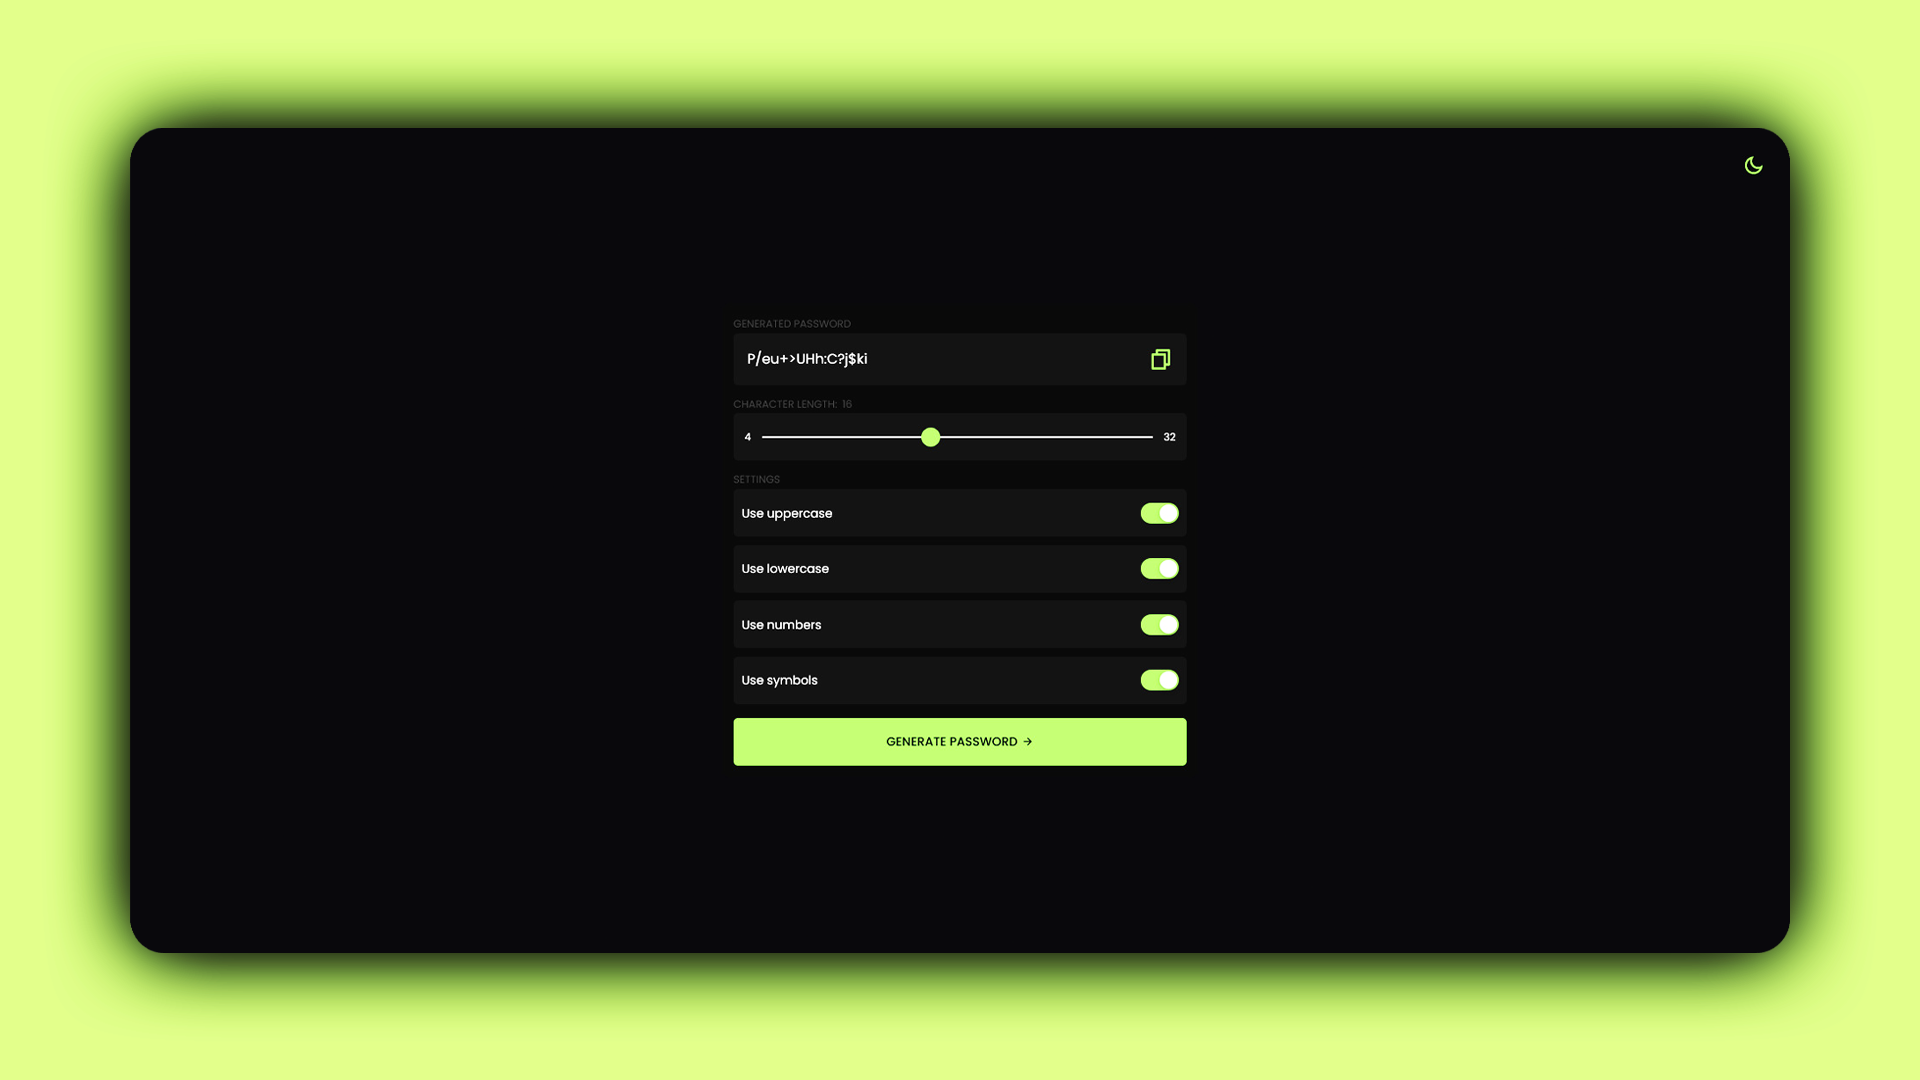 GENERATED PASSWORD
P/eu+>UHh:C?j$ki
CHARACTER LENGTH: 16
4 32
SETTINGS
Use uppercase
Use lowercase
Use numbers
Use symbols
GENERATE PASSWORD →